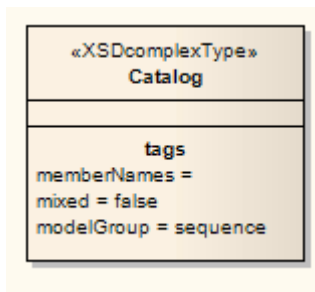 «XSDcomplexType»
Catalog
tags
memberNames =
mixed = false
modelGroup = sequence